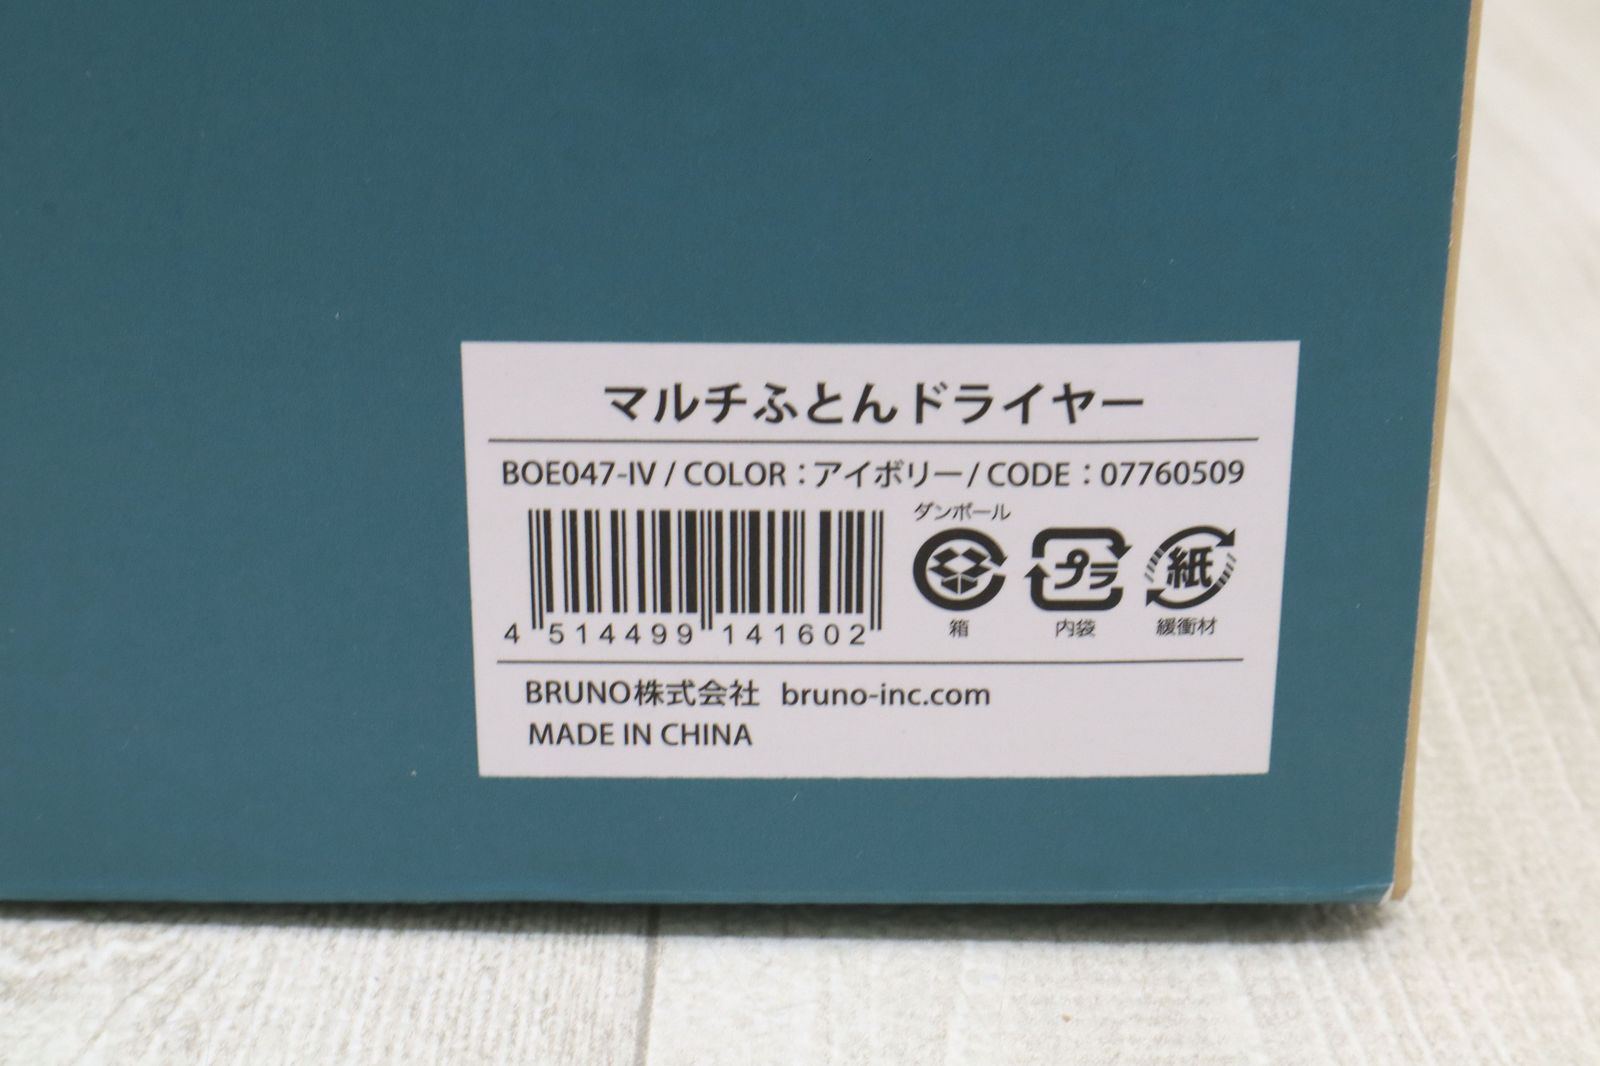 マルチふとんドライヤー
BOE047-IV / COLOR：アイボリー / CODE：07760509
ダンボール
プラ
紙
箱
内袋
緩衝材
4 514499 141602
BRUNO株式会社 bruno-inc.com
MADE IN CHINA